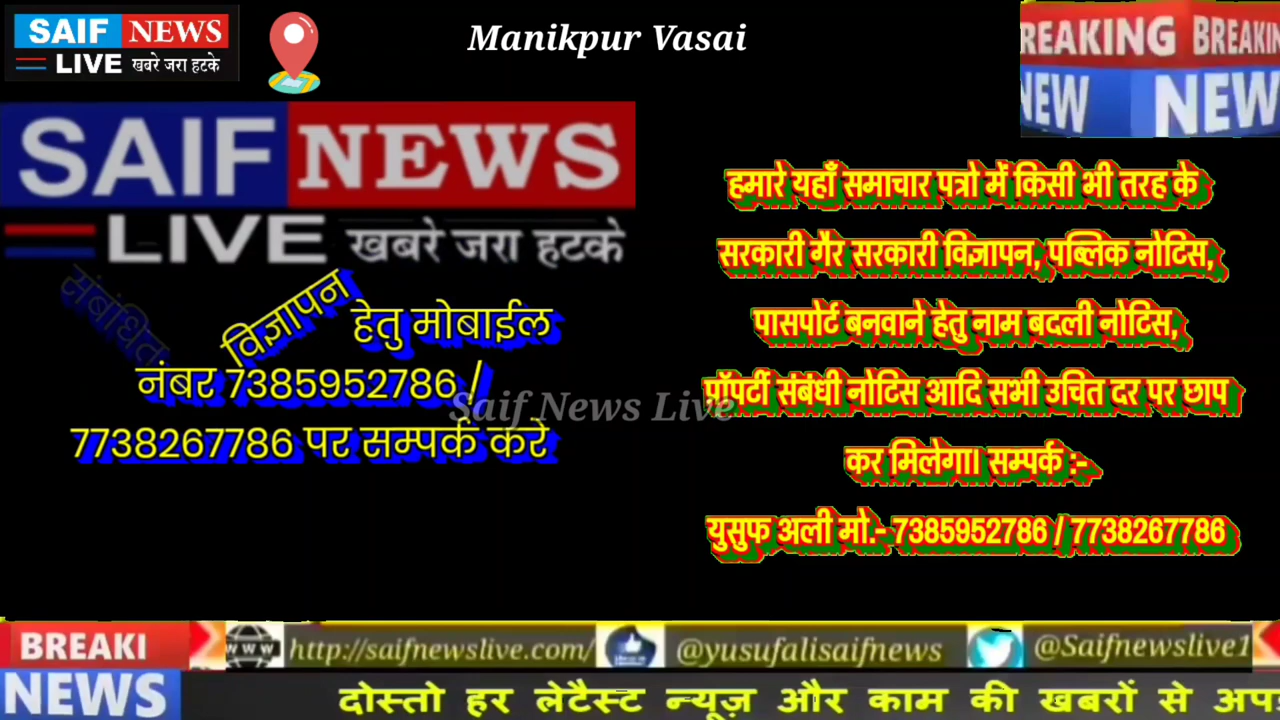 SAIF NEWS
LIVE खबरे जरा हटके
Manikpur Vasai
REAKING BREAKIN
NEW NEW
SAIF NEWS
LIVE खबरे जरा हटके
संबंधित विज्ञापन हेतु मोबाईल
नंबर 7385952786 /
7738267786 पर सम्पर्क करे
हमारे यहाँ समाचार पत्रो में किसी भी तरह के
सरकारी गैर सरकारी विज्ञापन, पब्लिक नोटिस,
पासपोर्ट बनवाने हेतु नाम बदली नोटिस,
प्रॉपर्टी संबंधी नोटिस आदि सभी उचित दर पर छाप
कर मिलेगा। सम्पर्क :-
युसुफ अली मो.- 7385952786 / 7738267786
Saif News Live
BREAKI
NEWS
WWW
http://saifnewslive.com/
@yusufalisaifnews
@Saifnewslive1
दोस्तो हर लेटैस्ट न्यूज़ और काम की खबरों से अप